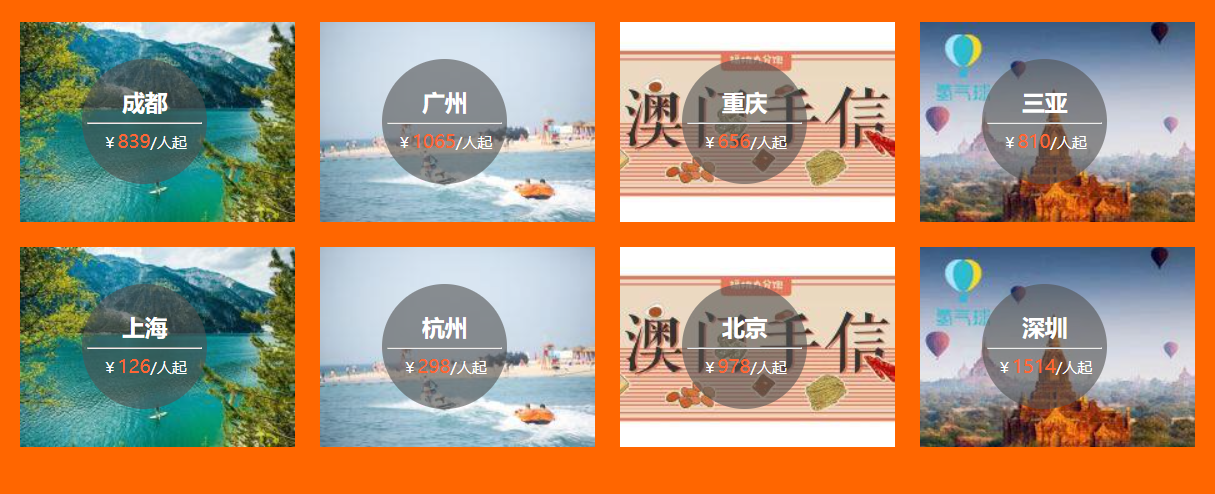 成都
¥ 839/人起
广州
¥ 1065/人起
澳门手信
重庆
¥ 656/人起
氢气球
三亚
¥ 810/人起
上海
¥ 126/人起
杭州
¥ 298/人起
澳门手信
北京
¥ 978/人起
氢气球
深圳
¥ 1514/人起